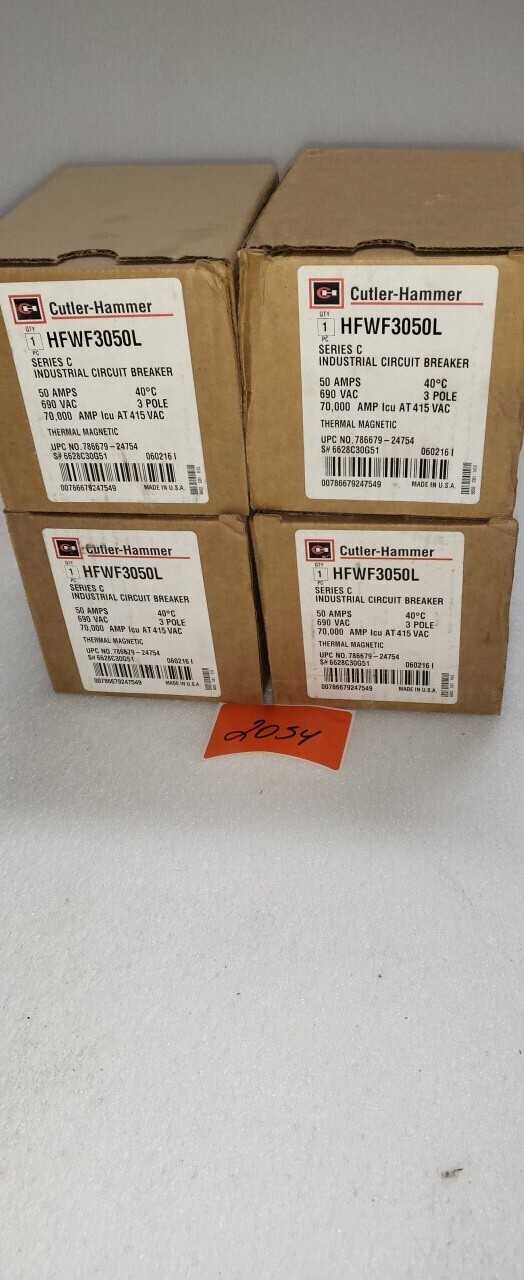 Cutler-Hammer
QTY
1 HFWF3050L
PC
SERIES C
INDUSTRIAL CIRCUIT BREAKER
50 AMPS 40°C
690 VAC 3 POLE
70,000 AMP Icu AT 415 VAC
THERMAL MAGNETIC
UPC NO. 786679-24754
S# 6628C30G51 060216 I
00786679247549 MADE IN U.S.A.
Cutler-Hammer
QTY
1 HFWF3050L
PC
SERIES C
INDUSTRIAL CIRCUIT BREAKER
50 AMPS 40°C
690 VAC 3 POLE
70,000 AMP Icu AT 415 VAC
THERMAL MAGNETIC
UPC NO. 786679-24754
S# 6628C30G51 060216 I
00786679247549 MADE IN U.S.A.
Cutler-Hammer
QTY
1 HFWF3050L
PC
SERIES C
INDUSTRIAL CIRCUIT BREAKER
50 AMPS 40°C
690 VAC 3 POLE
70,000 AMP Icu AT 415 VAC
THERMAL MAGNETIC
UPC NO. 786679-24754
S# 6628C30G51 060216 I
00786679247549 MADE IN U.S.A.
Cutler-Hammer
QTY
1 HFWF3050L
PC
SERIES C
INDUSTRIAL CIRCUIT BREAKER
50 AMPS 40°C
690 VAC 3 POLE
70,000 AMP Icu AT 415 VAC
THERMAL MAGNETIC
UPC NO. 786679-24754
S# 6628C30G51 060216 I
00786679247549 MADE IN U.S.A.
2054